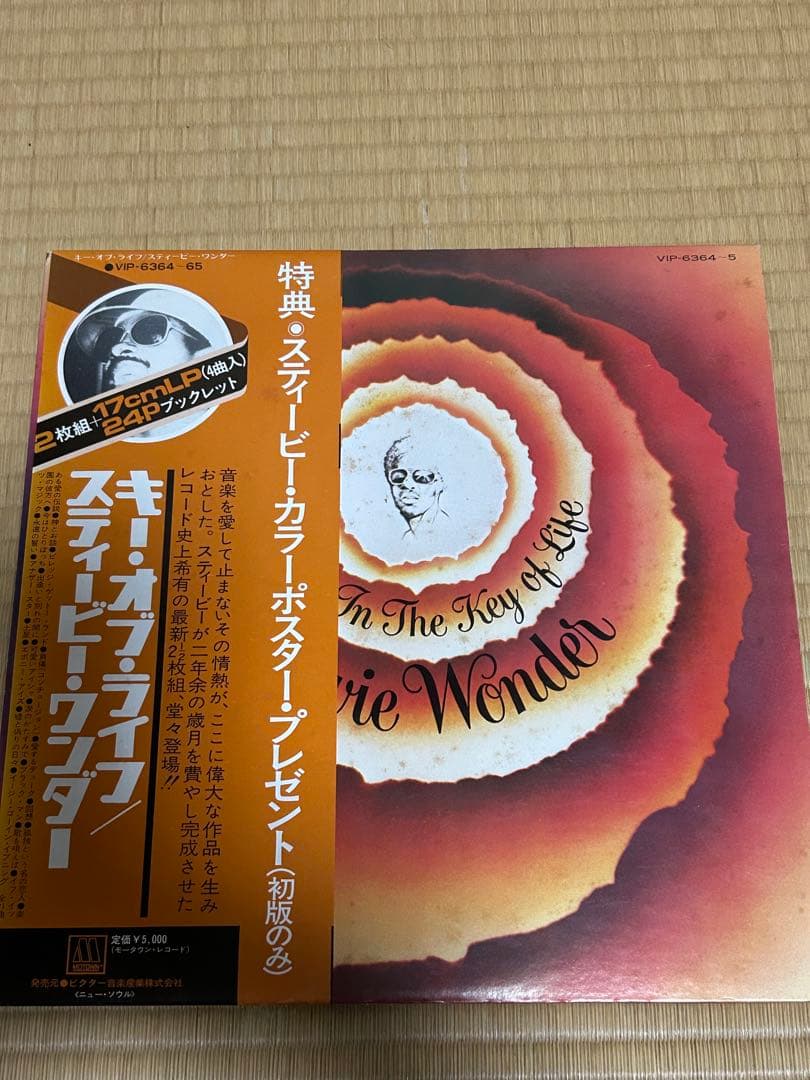 キー・オブ・ライフ/スティービー・ワンダー
●VIP-6364~65
2枚組+17cmLP(4曲入)
24Pブックレット
特典●スティービー・カラーポスター・プレゼント(初版のみ)
音楽を愛して止まないその情熱が、ここに偉大な作品を生み
おとした。スティービーが二年余の歳月を費やし完成させた
レコード史上希有の最新2½枚組、堂々登場!!
キー・オブ・ライフ/
スティービー・ワンダー
MOTOWN
定価¥5,000
(モータウン・レコード)
発売元●ビクター音楽産業株式会社
《ニュー・ソウル》
VIP-6364~5
In The Key of Life
vie Wonder